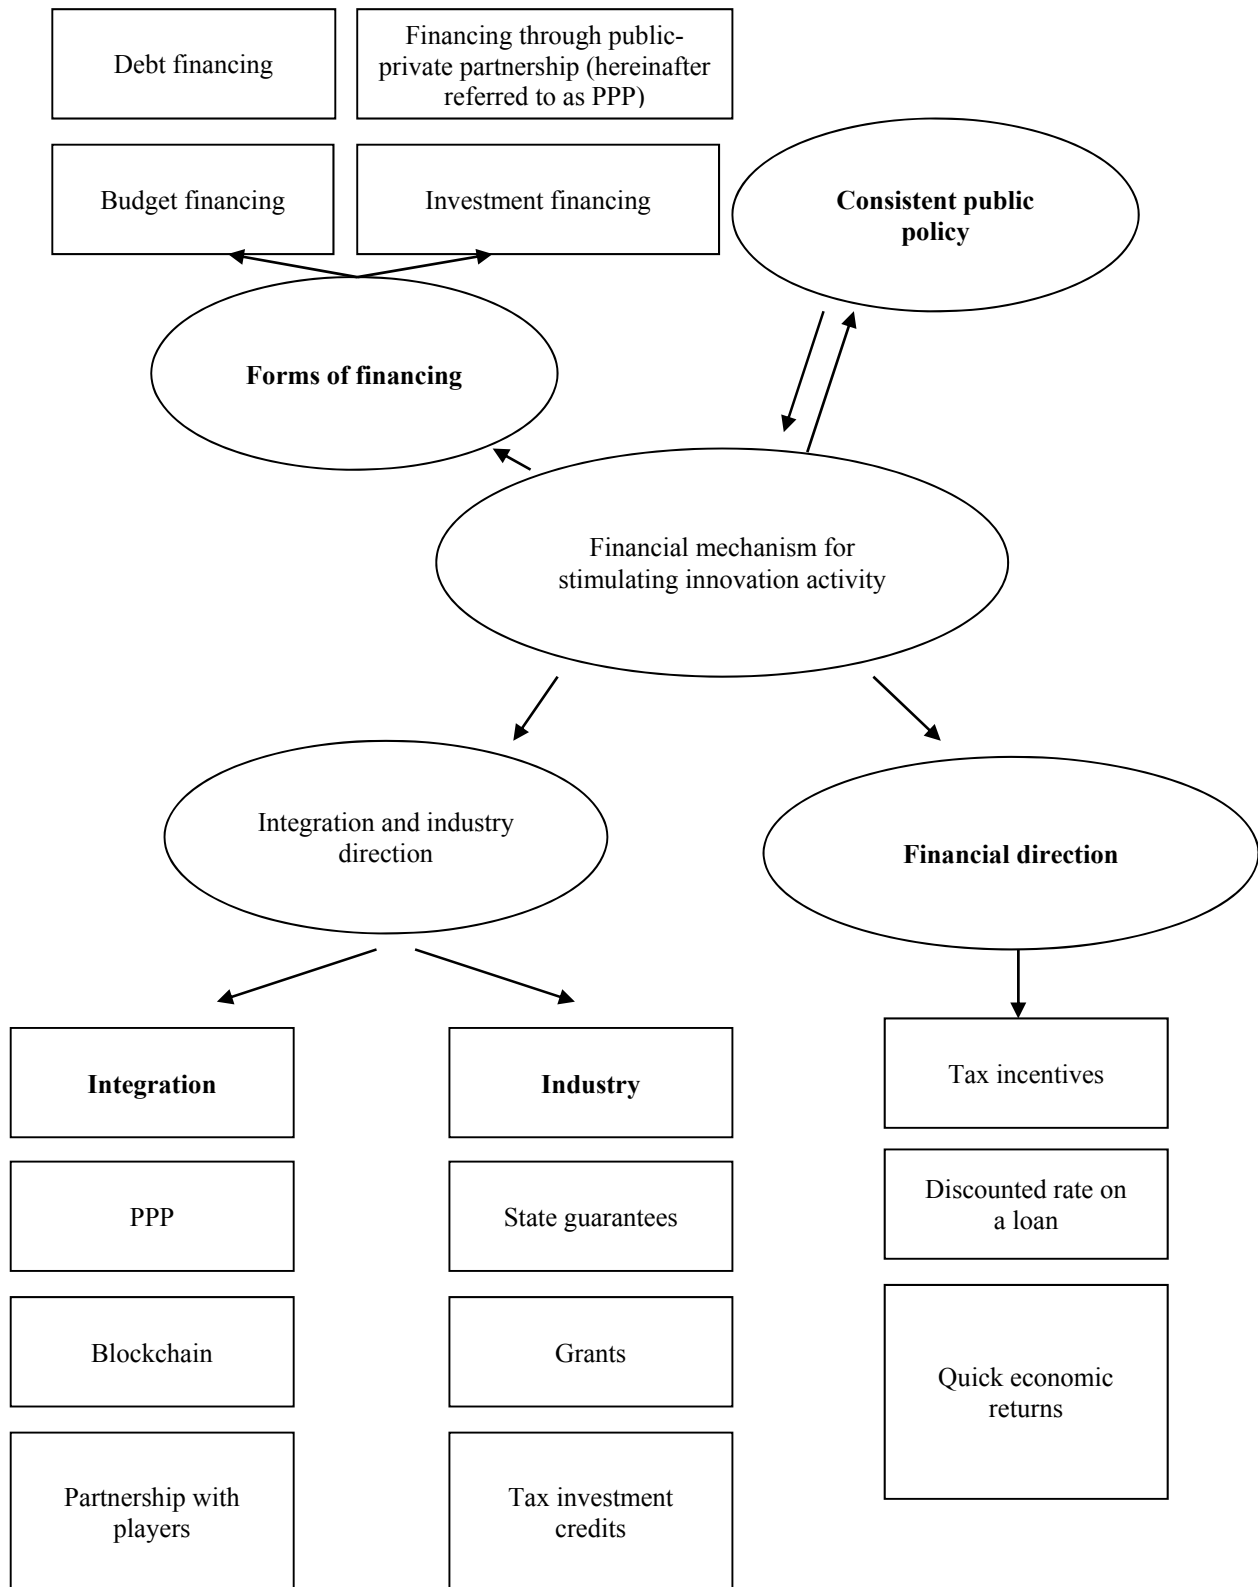 Debt financing
Financing through public-
private partnership (hereinafter
referred to as PPP)
Budget financing
Investment financing
Consistent public
policy
Forms of financing
Financial mechanism for
stimulating innovation activity
Integration and industry
direction
Financial direction
Integration
Industry
Tax incentives
PPP
State guarantees
Discounted rate on
a loan
Blockchain
Grants
Quick economic
returns
Partnership with
players
Tax investment
credits